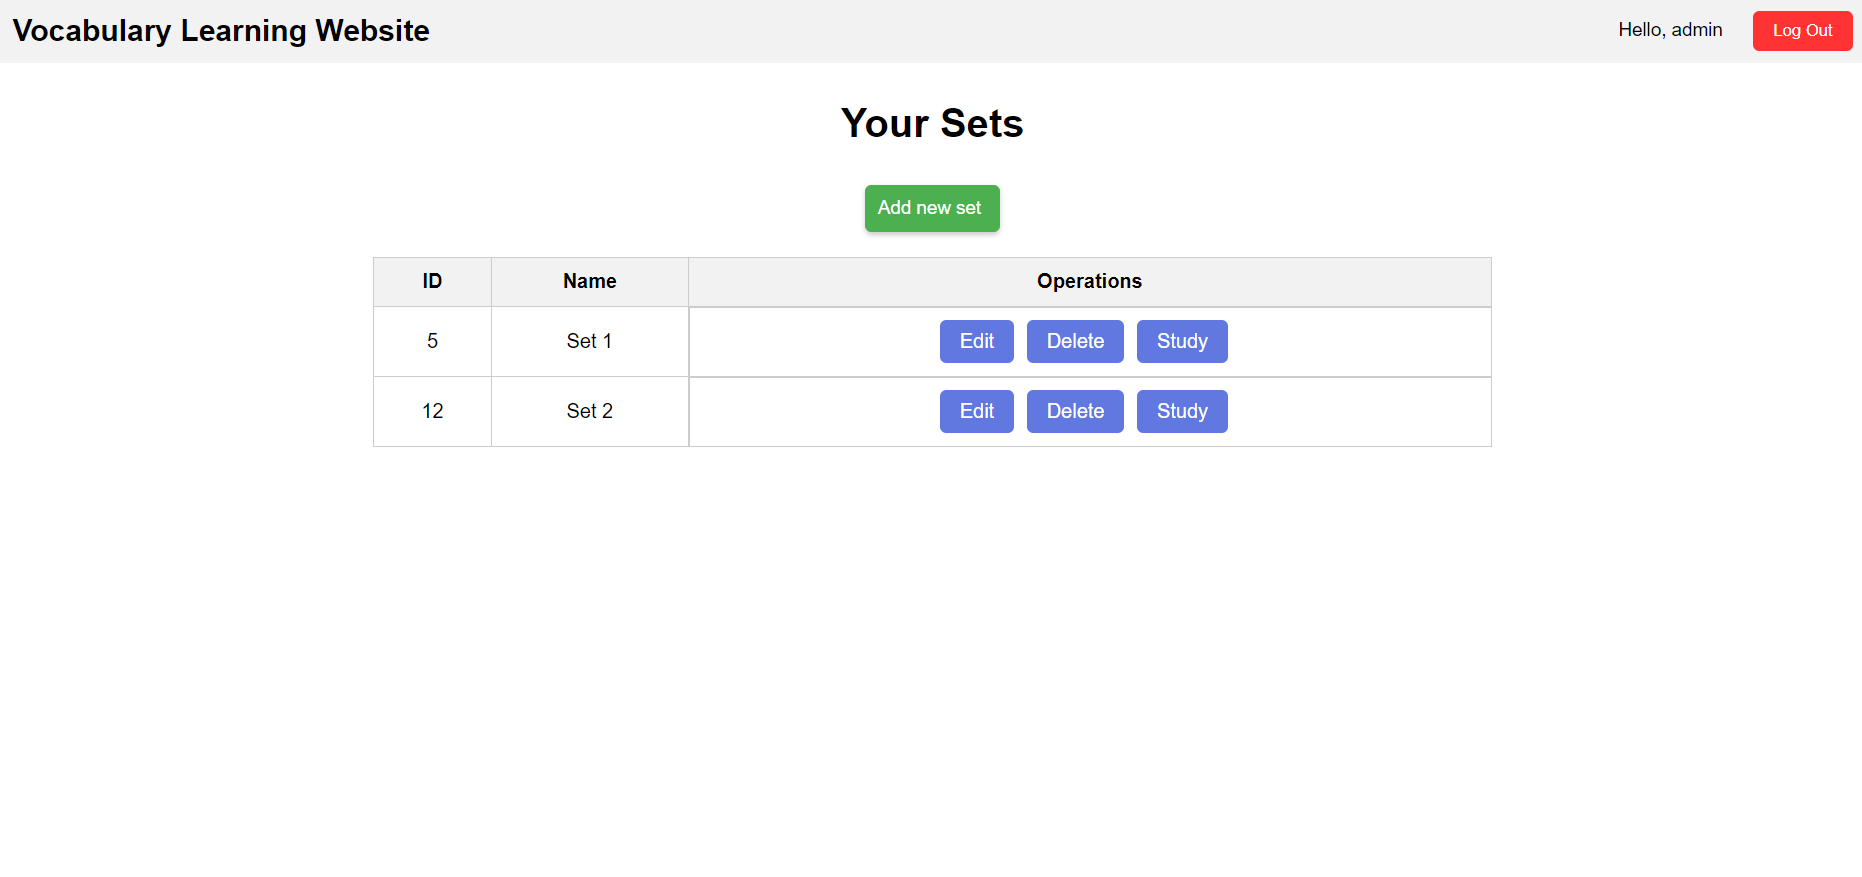 Vocabulary Learning Website
Hello, admin
Log Out
Your Sets
Add new set
ID Name Operations
5 Set 1 Edit Delete Study
12 Set 2 Edit Delete Study